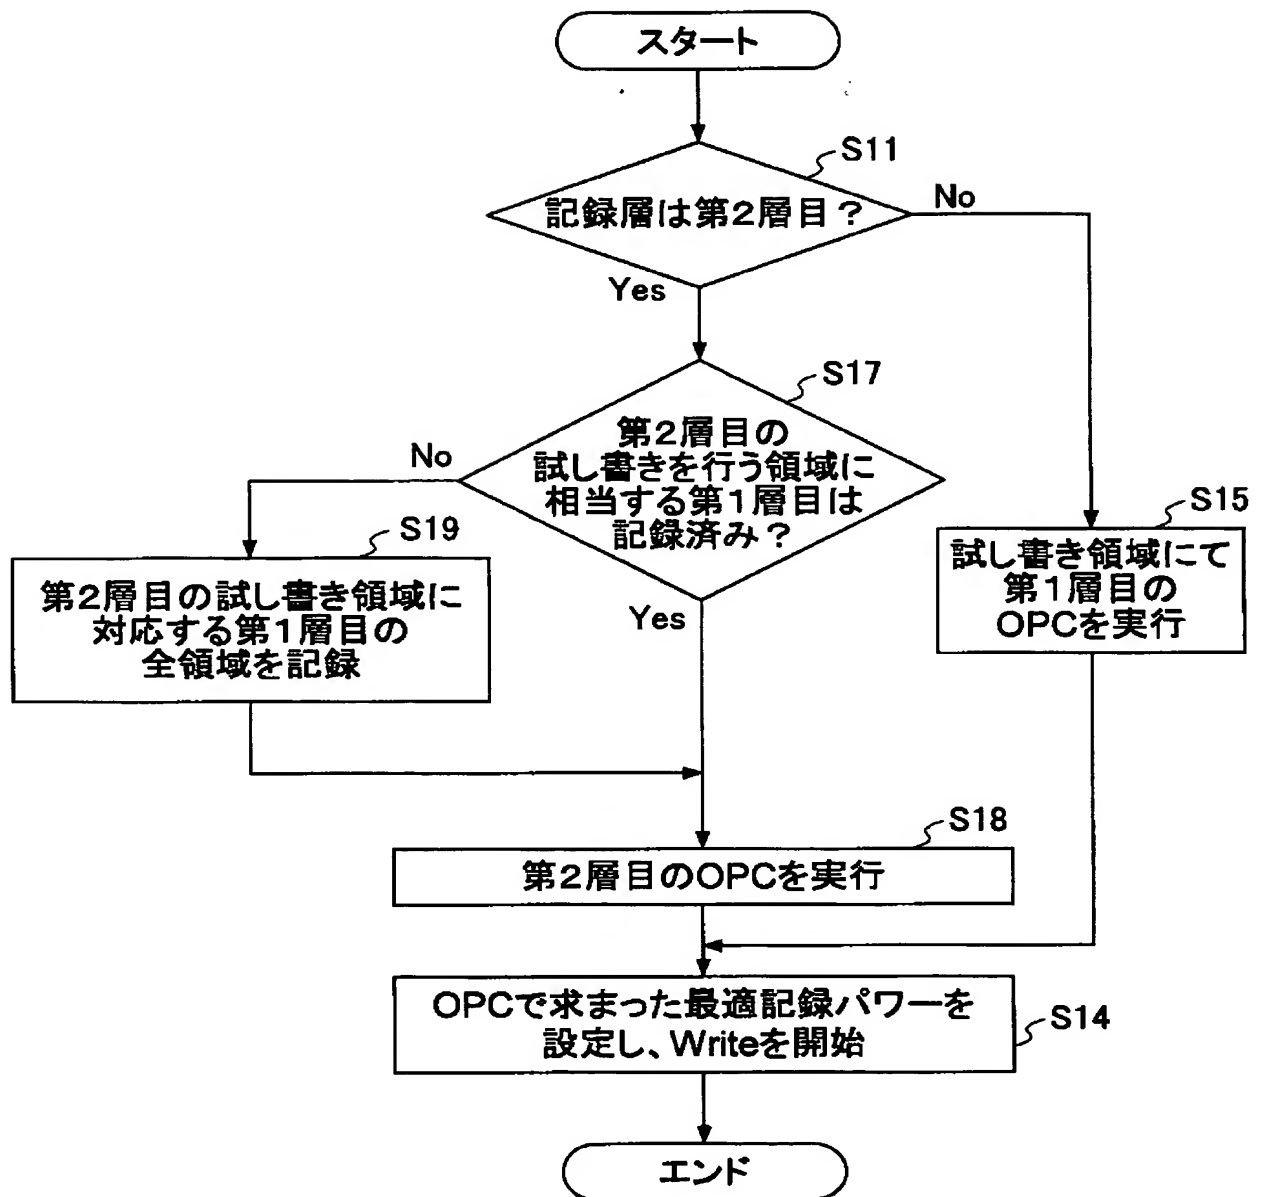 スタート
S11
記録層は第2層目？
No
Yes
S17
第2層目の
試し書きを行う領域に
相当する第1層目は
記録済み？
No
Yes
S19
第2層目の試し書き領域に
対応する第1層目の
全領域を記録
S15
試し書き領域にて
第1層目の
OPCを実行
S18
第2層目のOPCを実行
OPCで求まった最適記録パワーを
設定し、Writeを開始
S14
エンド